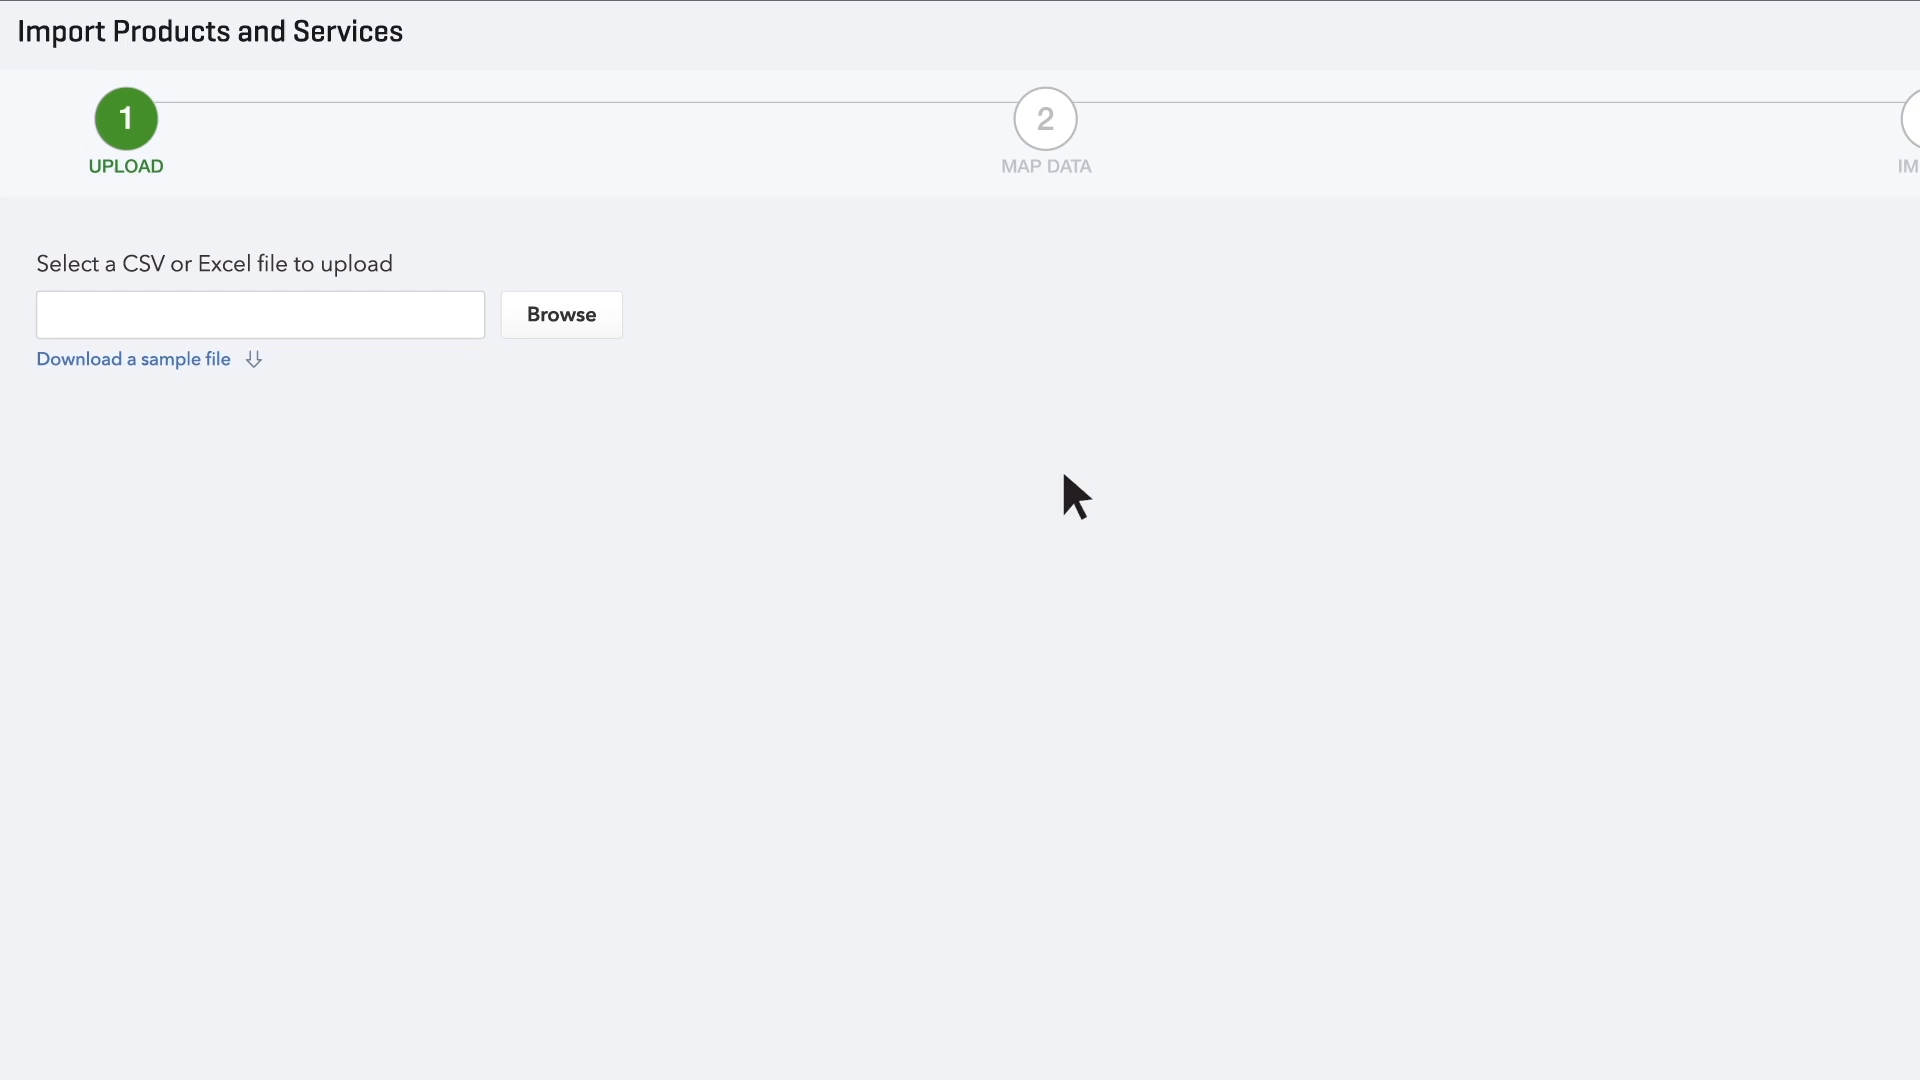 Import Products and Services
1
2
UPLOAD
MAP DATA
IM
Select a CSV or Excel file to upload
Browse
Download a sample file